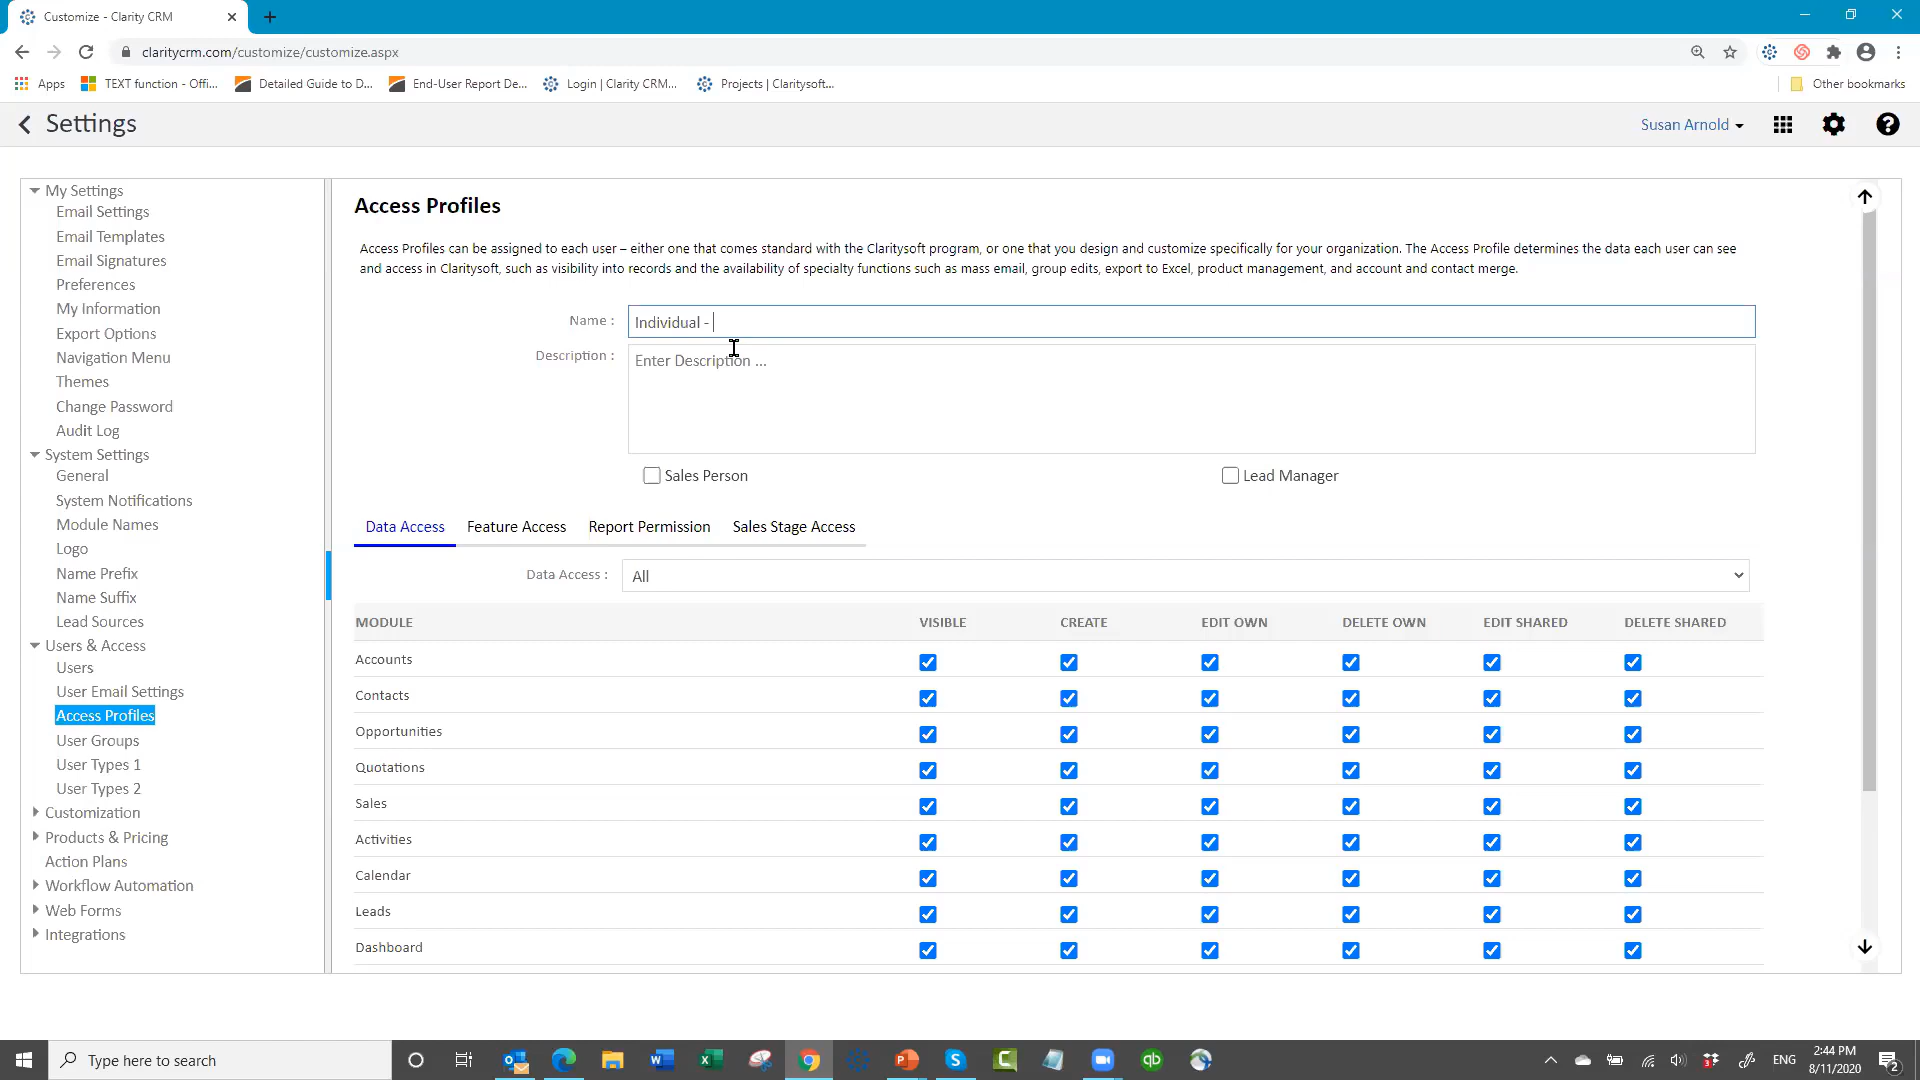 Customize - Clarity CRM
claritycrm.com/customize/customize.aspx
Apps
TEXT function - Offi...
Detailed Guide to D...
End-User Report De...
Login | Clarity CRM...
Projects | Claritysoft...
Other bookmarks
Settings
Susan Arnold
My Settings
Email Settings
Email Templates
Email Signatures
Preferences
My Information
Export Options
Navigation Menu
Themes
Change Password
Audit Log
System Settings
General
System Notifications
Module Names
Logo
Name Prefix
Name Suffix
Lead Sources
Users & Access
Users
User Email Settings
Access Profiles
User Groups
User Types 1
User Types 2
Customization
Products & Pricing
Action Plans
Workflow Automation
Web Forms
Integrations
Access Profiles
Access Profiles can be assigned to each user – either one that comes standard with the Claritysoft program, or one that you design and customize specifically for your organization. The Access Profile determines the data each user can see
and access in Claritysoft, such as visibility into records and the availability of specialty functions such as mass email, group edits, export to Excel, product management, and account and contact merge.
Name : Individual -
Description : Enter Description ...
Sales Person Lead Manager
Data Access Feature Access Report Permission Sales Stage Access
Data Access : All
MODULE VISIBLE CREATE EDIT OWN DELETE OWN EDIT SHARED DELETE SHARED
Accounts
Contacts
Opportunities
Quotations
Sales
Activities
Calendar
Leads
Dashboard
Type here to search
ENG
2:44 PM
8/11/2020
2